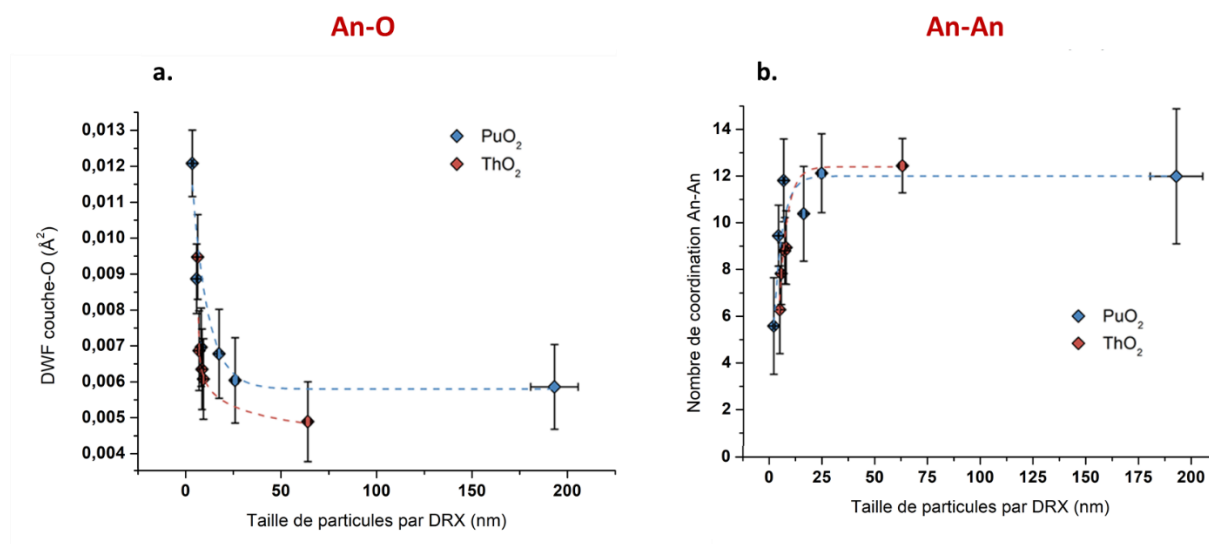 An-O
An-An
a.
b.
0,013
0,012
0,011
0,010
0,009
0,008
0,007
0,006
0,005
0,004
DWF couche-O (Å²)
PuO₂
ThO₂
0
50
100
150
200
Taille de particules par DRX (nm)
14
12
10
8
6
4
2
0
Nombre de coordination An-An
PuO₂
ThO₂
0
25
50
75
100
125
150
175
200
Taille de particules par DRX (nm)